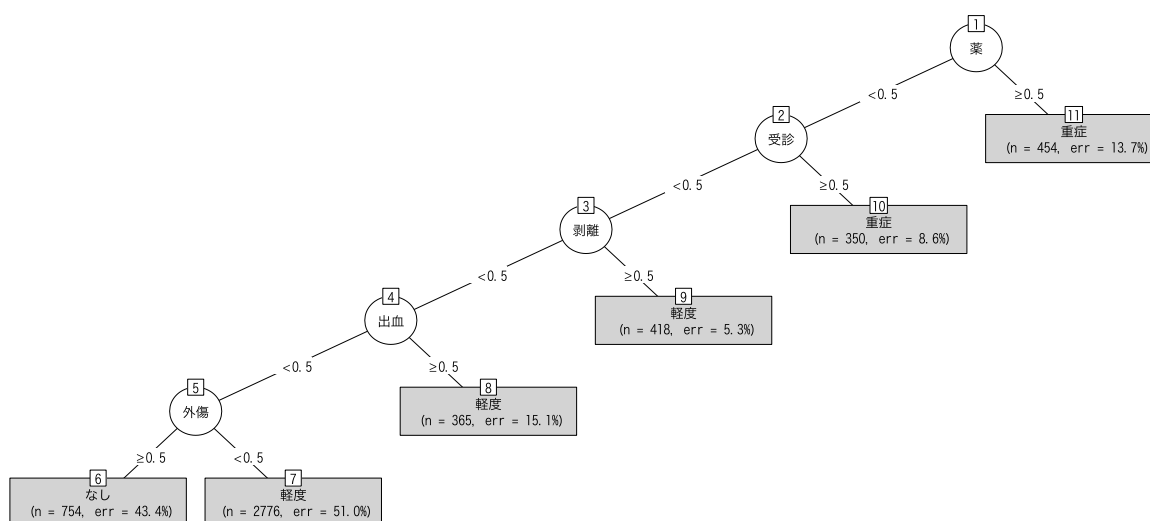 1
薬
<0.5
≥0.5
2
受診
11
重症
(n = 454, err = 13.7%)
<0.5
≥0.5
3
剥離
10
重症
(n = 350, err = 8.6%)
<0.5
≥0.5
4
出血
9
軽度
(n = 418, err = 5.3%)
<0.5
≥0.5
5
外傷
8
軽度
(n = 365, err = 15.1%)
≥0.5
<0.5
6
なし
(n = 754, err = 43.4%)
7
軽度
(n = 2776, err = 51.0%)